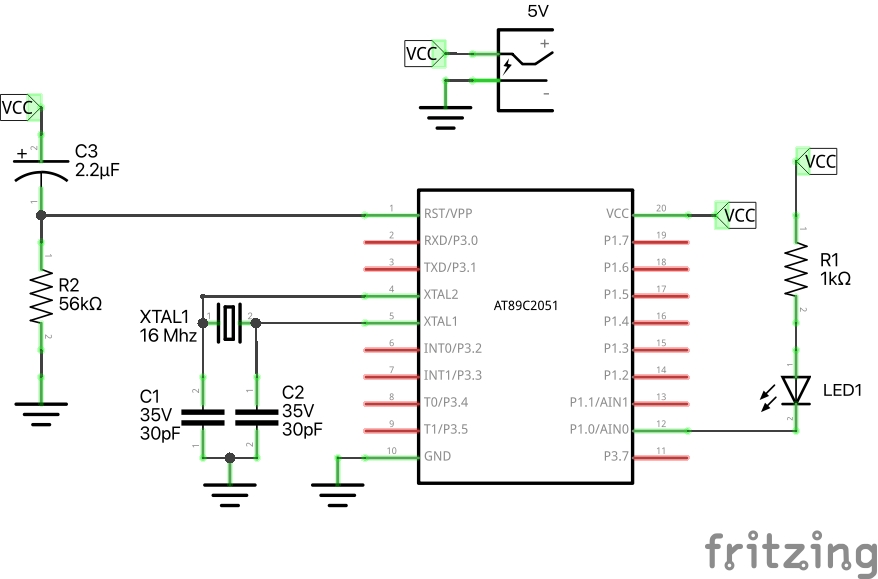 5V
VCC
+
-
VCC
+
2
C3
2.2µF
1
1
R2
56kΩ
2
XTAL1
16 Mhz
1
2
C1
35V
30pF
2
1
C2
35V
30pF
1
2
1 RST/VPP
2 RXD/P3.0
3 TXD/P3.1
4 XTAL2
5 XTAL1
6 INT0/P3.2
7 INT1/P3.3
8 T0/P3.4
9 T1/P3.5
10 GND
AT89C2051
VCC 20
P1.7 19
P1.6 18
P1.5 17
P1.4 16
P1.3 15
P1.2 14
P1.1/AIN1 13
P1.0/AIN0 12
P3.7 11
VCC
VCC
1
R1
1kΩ
2
1
LED1
2
fritzing